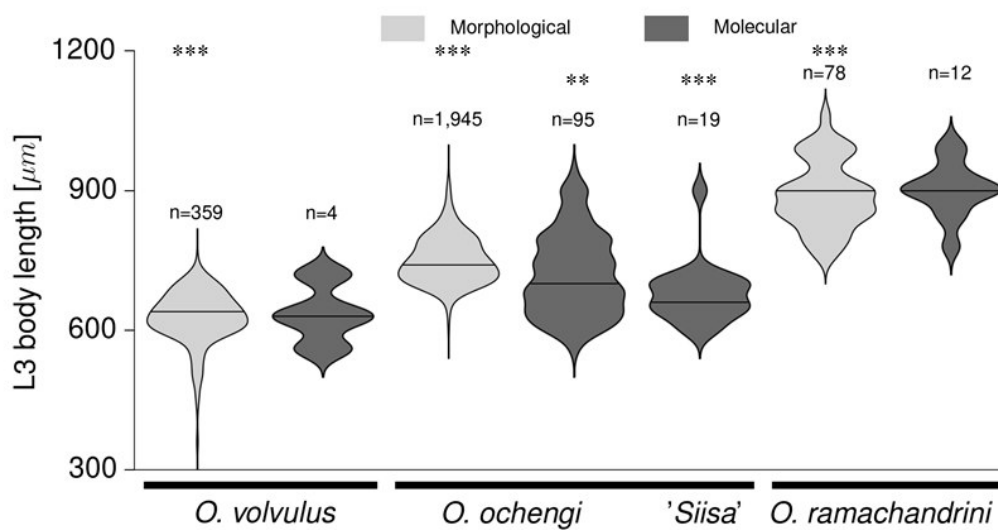 Morphological Molecular
1200
*** *** ** *** ***
n=78 n=12
n=1,945 n=95 n=19
900
n=359 n=4
L3 body length [μm]
600
300
O. volvulus O. ochengi 'Siisa' O. ramachandrini